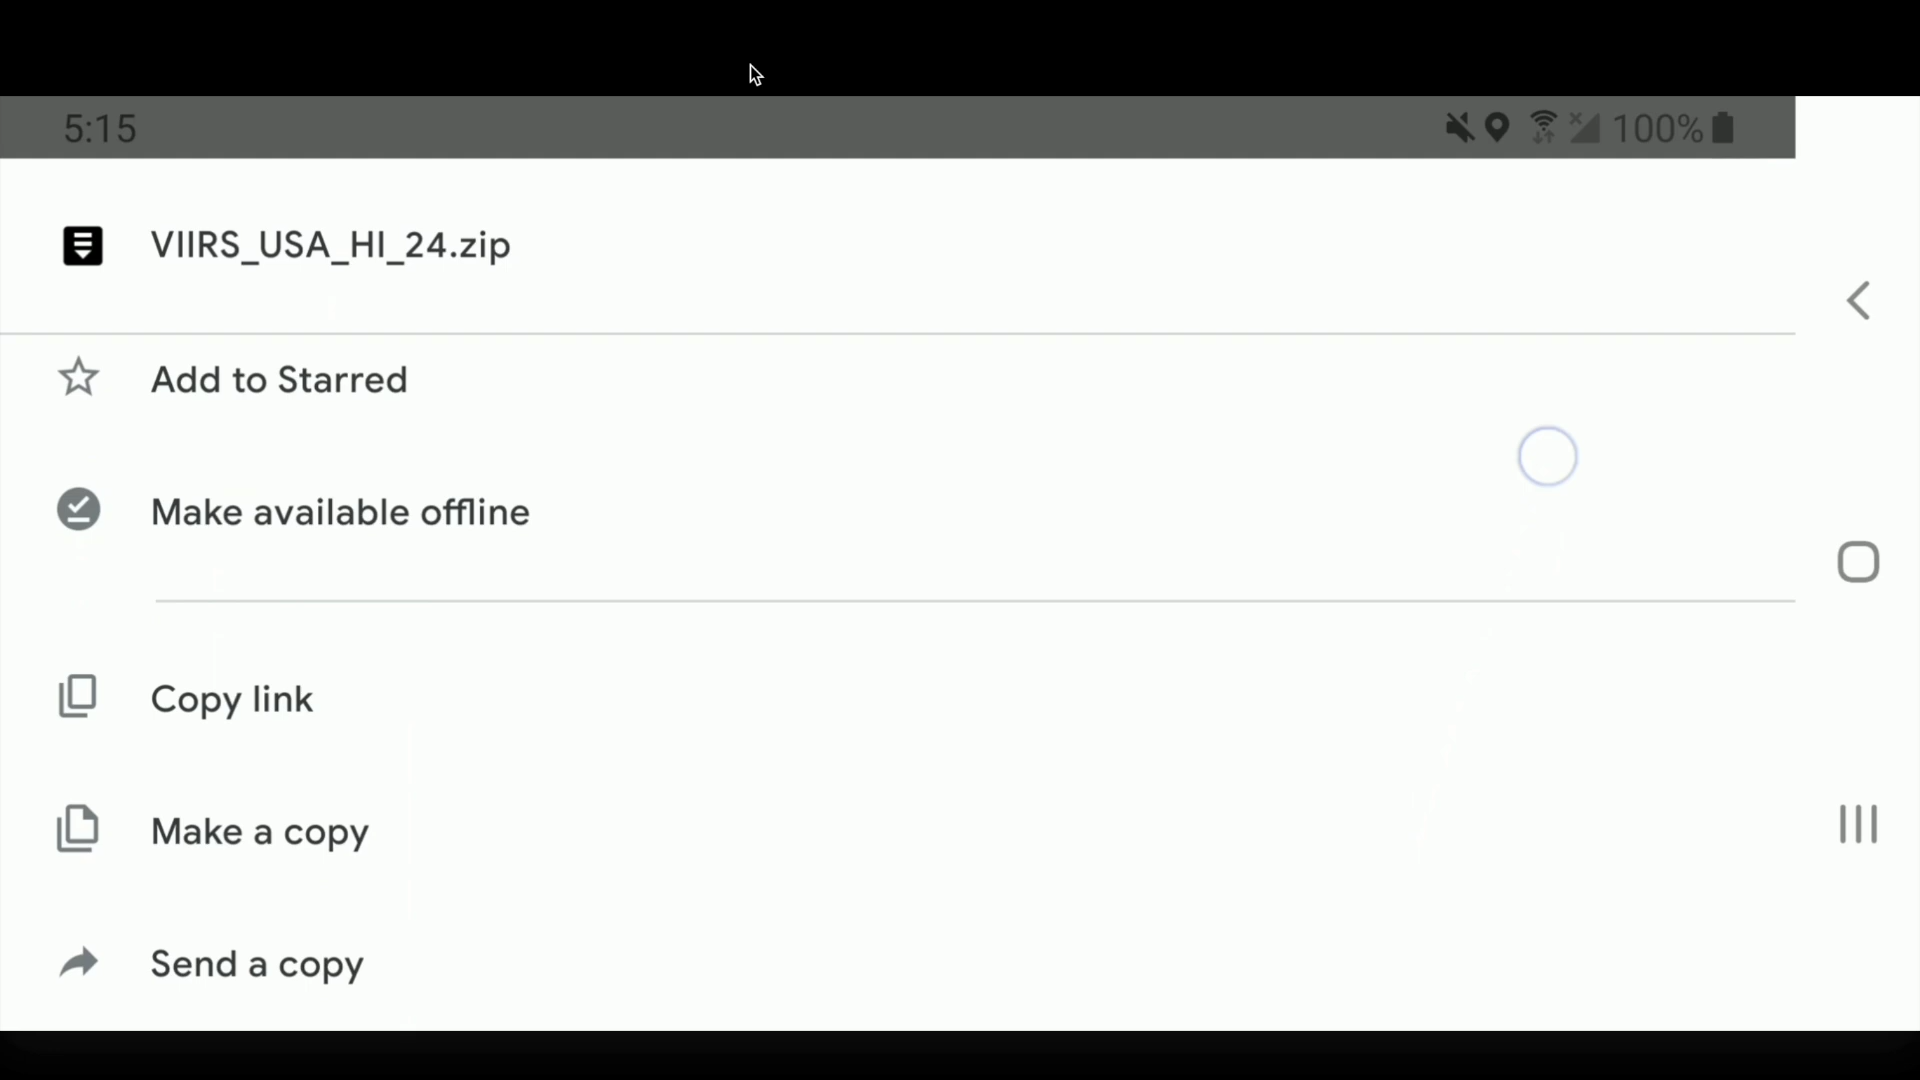 5:15
100%
VIIRS_USA_HI_24.zip
Add to Starred
Make available offline
Copy link
Make a copy
Send a copy